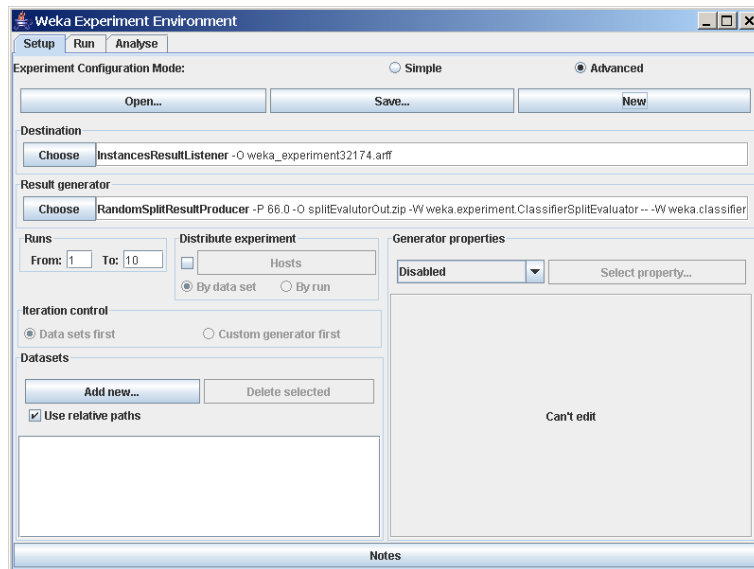 Weka Experiment Environment
Setup Run Analyse
Experiment Configuration Mode: Simple Advanced
Open... Save... New
Destination
Choose InstancesResultListener -O weka_experiment32174.arff
Result generator
Choose RandomSplitResultProducer -P 66.0 -O splitEvalutorOut.zip -W weka.experiment.ClassifierSplitEvaluator -- -W weka.classifier
Runs Distribute experiment Generator properties
From: 1 To: 10 Hosts Disabled Select property...
By data set By run
Iteration control
Data sets first Custom generator first
Datasets
Add new... Delete selected
Use relative paths Can't edit
Notes